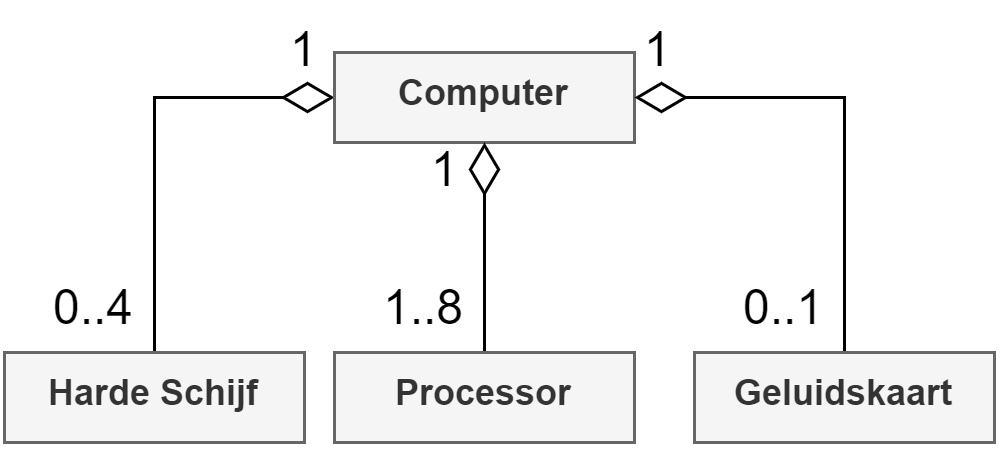 1
1
Computer
1
0..4
1..8
0..1
Harde Schijf
Processor
Geluidskaart